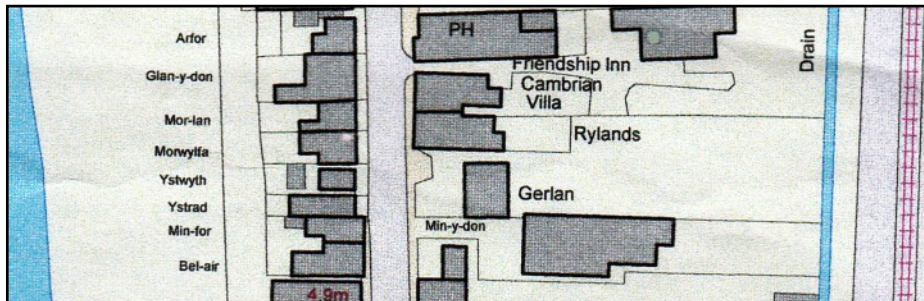 Arfor
Glan-y-don
Mor-lan
Morwylfa
Ystwyth
Ystrad
Min-for
Bel-air
4.9m
PH
Friendship Inn
Cambrian
Villa
Rylands
Gerlan
Min-y-don
Drain